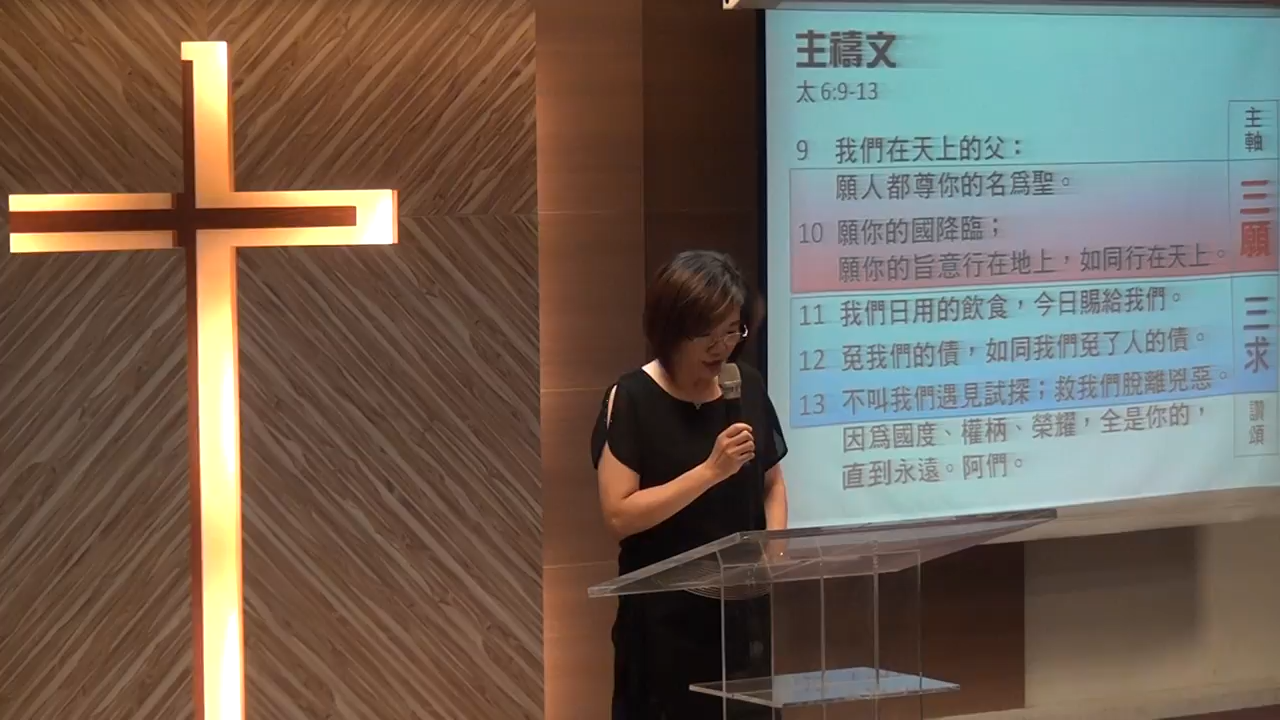 主禱文
太 6:9-13
主軸
9 我們在天上的父：
願人都尊你的名爲聖。
10 願你的國降臨；
願你的旨意行在地上，如同行在天上。
三願
11 我們日用的飲食，今日賜給我們。
12 免我們的債，如同我們免了人的債。
13 不叫我們遇見試探；救我們脫離兇惡。
三求
因爲國度、權柄、榮耀，全是你的，
直到永遠。阿們。
讚頌